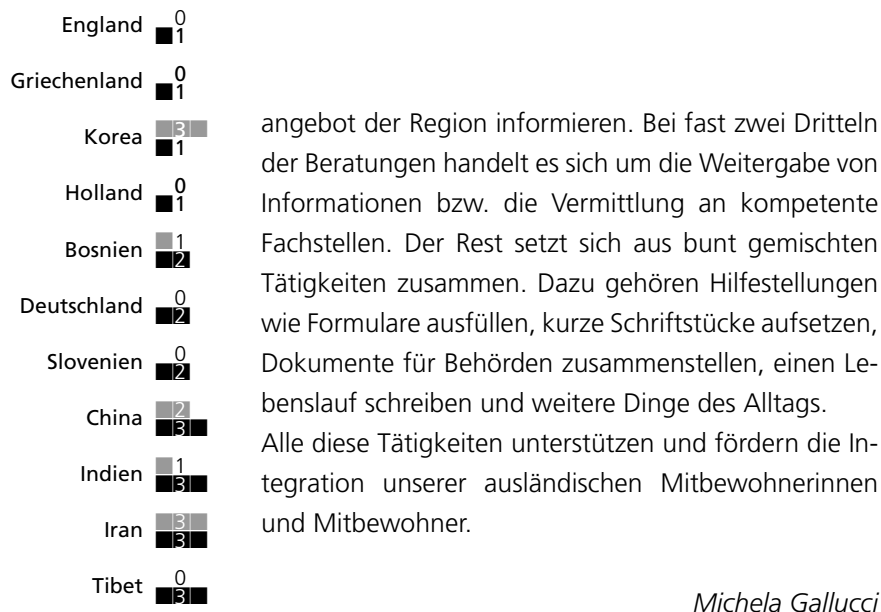 England 0
1
Griechenland 0
1
Korea 3
1
Holland 0
1
Bosnien 1
2
Deutschland 0
2
Slovenien 0
2
China 2
3
Indien 1
3
Iran 3
3
Tibet 0
3
angebot der Region informieren. Bei fast zwei Dritteln
der Beratungen handelt es sich um die Weitergabe von
Informationen bzw. die Vermittlung an kompetente
Fachstellen. Der Rest setzt sich aus bunt gemischten
Tätigkeiten zusammen. Dazu gehören Hilfestellungen
wie Formulare ausfüllen, kurze Schriftstücke aufsetzen,
Dokumente für Behörden zusammenstellen, einen Le-
benslauf schreiben und weitere Dinge des Alltags.
Alle diese Tätigkeiten unterstützen und fördern die In-
tegration unserer ausländischen Mitbewohnerinnen
und Mitbewohner.
Michela Gallucci